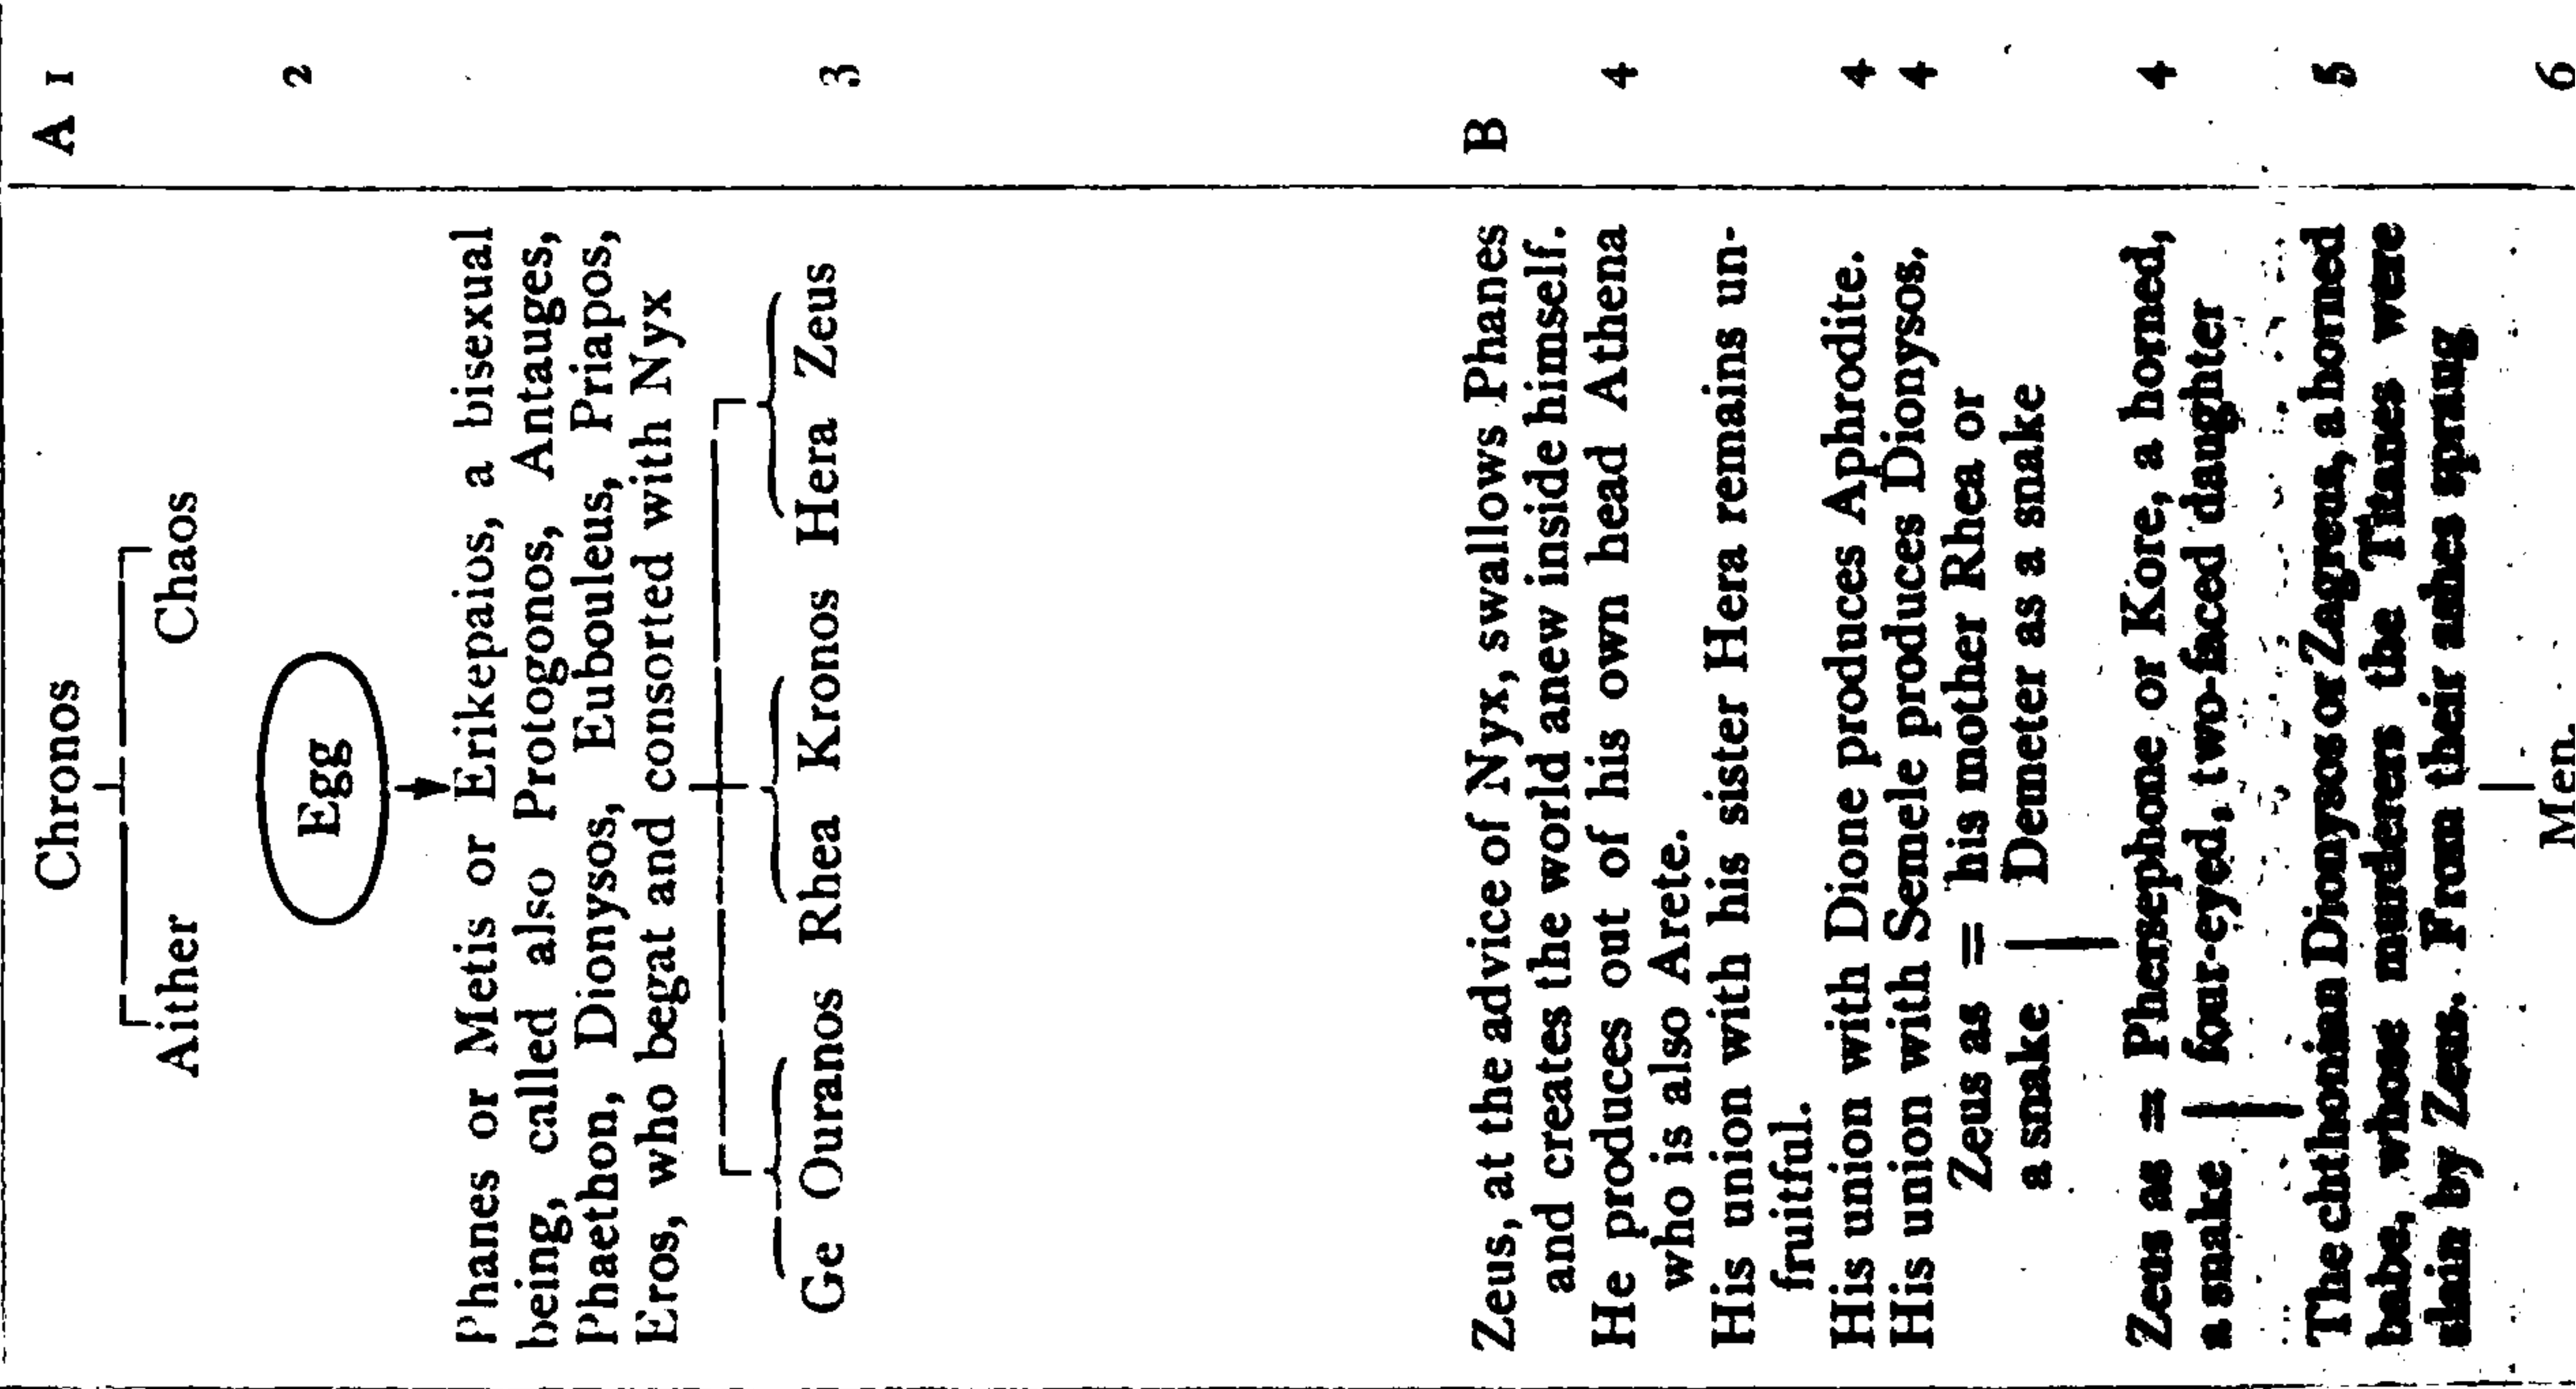 Chronos A 1
Aither Chaos
Egg 2
Phanes or Metis or Erikepaios, a bisexual
being, called also Protogonos, Antauges,
Phaethon, Dionysos, Eubouleus, Priapos,
Eros, who begat and consorted with Nyx
Ge Ouranos Rhea Kronos Hera Zeus 3
Zeus, at the advice of Nyx, swallows Phanes B
and creates the world anew inside himself.
He produces out of his own head Athena 4
who is also Arete.
His union with his sister Hera remains un-
fruitful.
His union with Dione produces Aphrodite. 4
His union with Semele produces Dionysos. 4
Zeus as = his mother Rhea or
a snake Demeter as a snake
Zeus as = Phersephone or Kore, a horned, 4
a snake four-eyed, two-faced daughter
The chthonian Dionysos or Zagreus, a horned 5
babe, whose murderers the Titanes were
slain by Zeus. From their ashes sprang
Men. 6